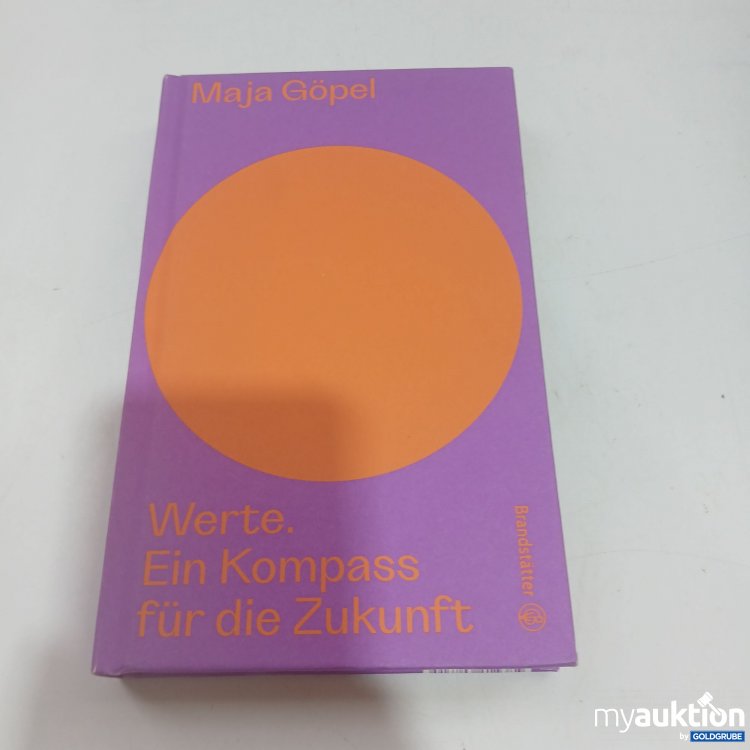 Maja Göpel
Werte.
Ein Kompass
für die Zukunft
Brandstätter
myauktion
by GOLDGRUBE